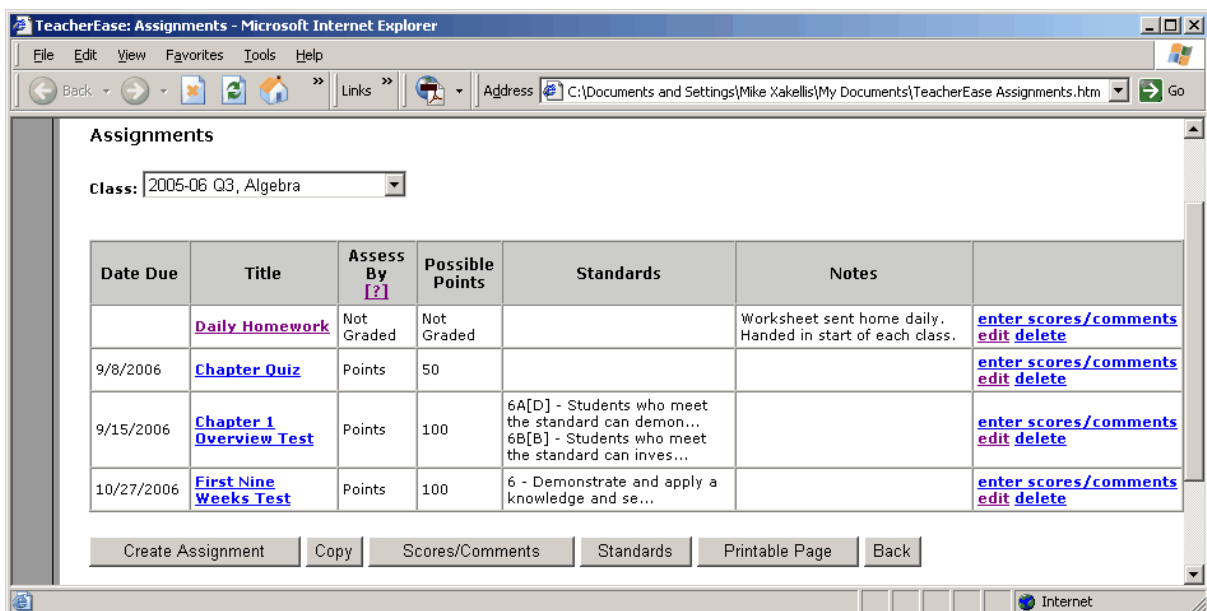 TeacherEase: Assignments - Microsoft Internet Explorer
File Edit View Favorites Tools Help
Back » Links » Address C:\Documents and Settings\Mike Xakellis\My Documents\TeacherEase Assignments.htm Go
Assignments
Class: 2005-06 Q3, Algebra
Date Due Title Assess By [?] Possible Points Standards Notes
Daily Homework Not Graded Not Graded Worksheet sent home daily. Handed in start of each class. enter scores/comments edit delete
9/8/2006 Chapter Quiz Points 50 enter scores/comments edit delete
9/15/2006 Chapter 1 Overview Test Points 100 6A[D] - Students who meet the standard can demon... 6B[B] - Students who meet the standard can inves... enter scores/comments edit delete
10/27/2006 First Nine Weeks Test Points 100 6 - Demonstrate and apply a knowledge and se... enter scores/comments edit delete
Create Assignment Copy Scores/Comments Standards Printable Page Back
Internet